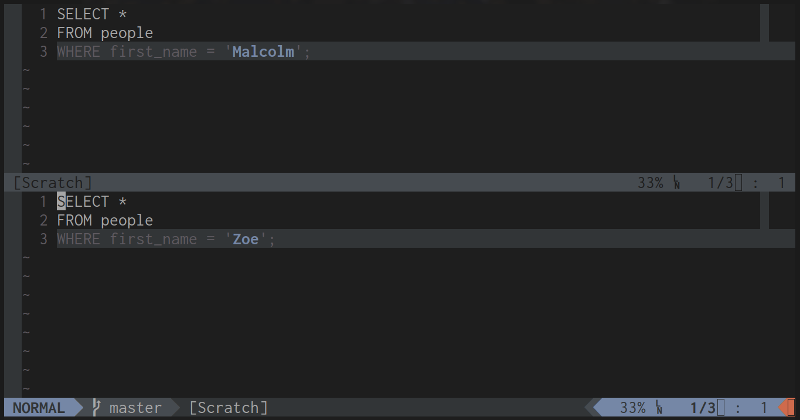 1 SELECT *
2 FROM people
3 WHERE first_name = 'Malcolm';
~
~
~
~
~
~
[Scratch] 33% 1/3 : 1
1 SELECT *
2 FROM people
3 WHERE first_name = 'Zoe';
~
~
~
~
~
~
~
~
NORMAL master [Scratch] 33% 1/3 : 1